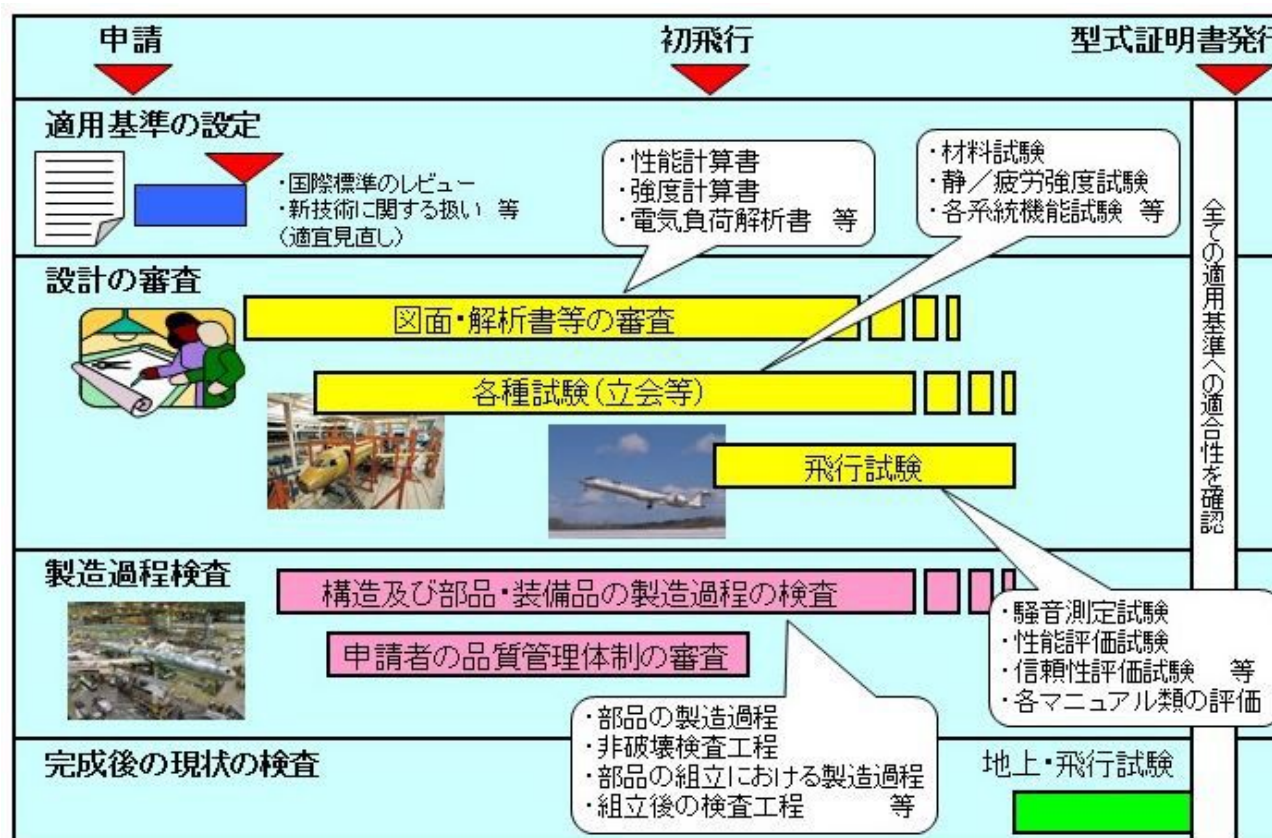 申請
初飛行
型式証明書発行
適用基準の設定
・国際標準のレビュー
・新技術に関する扱い 等
(適宜見直し)
・性能計算書
・強度計算書
・電気負荷解析書 等
・材料試験
・静／疲労強度試験
・各系統機能試験 等
設計の審査
図面・解析書等の審査
各種試験(立会等)
飛行試験
全ての適用基準への適合性を確認
製造過程検査
構造及び部品・装備品の製造過程の検査
申請者の品質管理体制の審査
・騒音測定試験
・性能評価試験
・信頼性評価試験 等
・各マニュアル類の評価
・部品の製造過程
・非破壊検査工程
・部品の組立における製造過程
・組立後の検査工程 等
完成後の現状の検査
地上・飛行試験